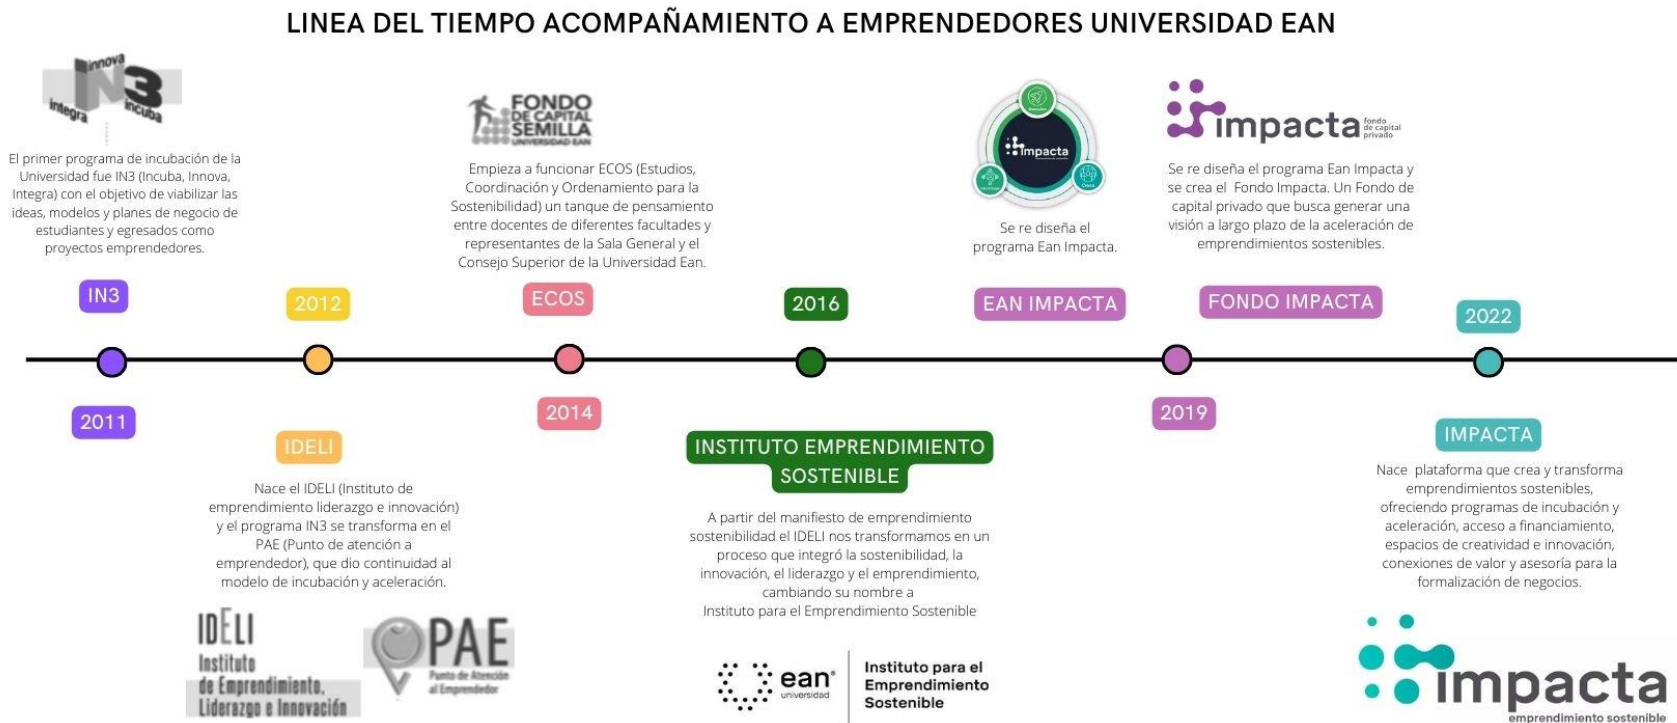 LINEA DEL TIEMPO ACOMPAÑAMIENTO A EMPRENDEDORES UNIVERSIDAD EAN
innova
iN3
integra
incuba
El primer programa de incubación de la
Universidad fue IN3 (Incuba, Innova,
Integra) con el objetivo de viabilizar las
ideas, modelos y planes de negocio de
estudiantes y egresados como
proyectos emprendedores.
IN3
2011
2012
IDELI
Nace el IDELI (Instituto de
emprendimiento liderazgo e innovación)
y el programa IN3 se transforma en el
PAE (Punto de atención a
emprendedor), que dio continuidad al
modelo de incubación y aceleración.
IDELI
Instituto
de Emprendimiento,
Liderazgo e Innovación
PAE
Punto de Atención
al Emprendedor
FONDO
DE CAPITAL
SEMILLA
UNIVERSIDAD EAN
Empieza a funcionar ECOS (Estudios,
Coordinación y Ordenamiento para la
Sostenibilidad) un tanque de pensamiento
entre docentes de diferentes facultades y
representantes de la Sala General y el
Consejo Superior de la Universidad Ean.
ECOS
2014
2016
INSTITUTO EMPRENDIMIENTO
SOSTENIBLE
A partir del manifiesto de emprendimiento
sostenibilidad el IDELI nos transformamos en un
proceso que integró la sostenibilidad, la
innovación, el liderazgo y el emprendimiento,
cambiando su nombre a
Instituto para el Emprendimiento Sostenible
ean®
universidad
Instituto para el
Emprendimiento
Sostenible
impacta
Crece
Se re diseña el
programa Ean Impacta.
EAN IMPACTA
impacta
fondo
de capital
privado
Se re diseña el programa Ean Impacta y
se crea el Fondo Impacta. Un Fondo de
capital privado que busca generar una
visión a largo plazo de la aceleración de
emprendimientos sostenibles.
FONDO IMPACTA
2019
2022
IMPACTA
Nace plataforma que crea y transforma
emprendimientos sostenibles,
ofreciendo programas de incubación y
aceleración, acceso a financiamiento,
espacios de creatividad e innovación,
conexiones de valor y asesoría para la
formalización de negocios.
impacta
emprendimiento sostenible